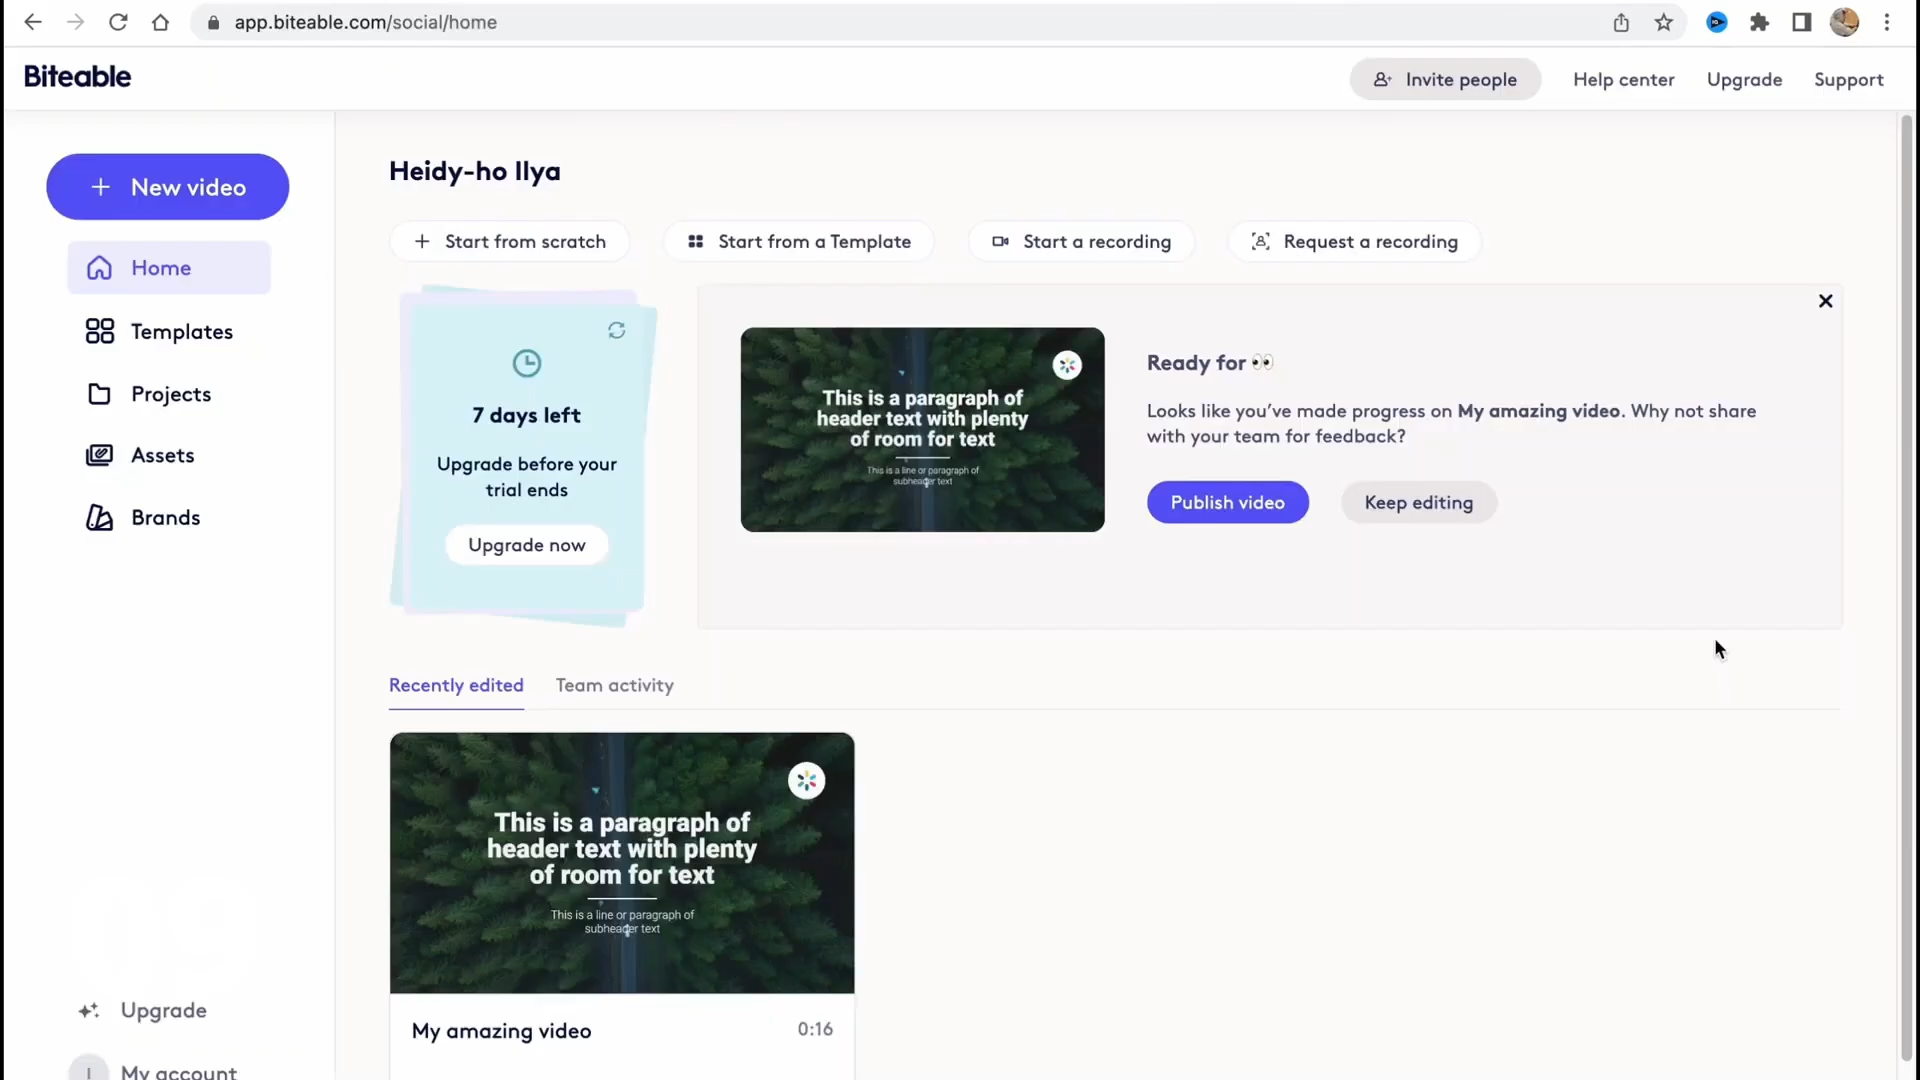 app.biteable.com/social/home
Biteable
Invite people
Help center
Upgrade
Support
New video
Home
Templates
Projects
Assets
Brands
Upgrade
My account
Heidy-ho Ilya
Start from scratch
Start from a Template
Start a recording
Request a recording
7 days left
Upgrade before your
trial ends
Upgrade now
This is a paragraph of
header text with plenty
of room for text
This is a line or paragraph of
subheader text
Ready for 👀
Looks like you’ve made progress on My amazing video. Why not share
with your team for feedback?
Publish video
Keep editing
Recently edited
Team activity
This is a paragraph of
header text with plenty
of room for text
This is a line or paragraph of
subheader text
My amazing video
0:16